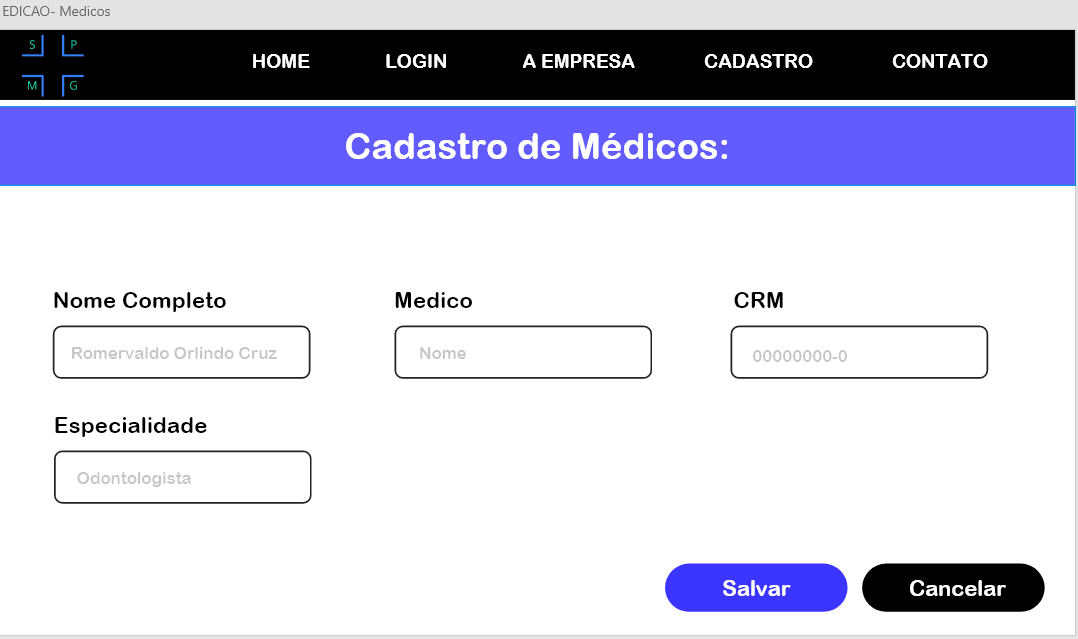 EDICAO- Medicos
S P
HOME LOGIN A EMPRESA CADASTRO CONTATO
M G
Cadastro de Médicos:
Nome Completo Medico CRM
Romervaldo Orlindo Cruz Nome 00000000-0
Especialidade
Odontologista
Salvar Cancelar